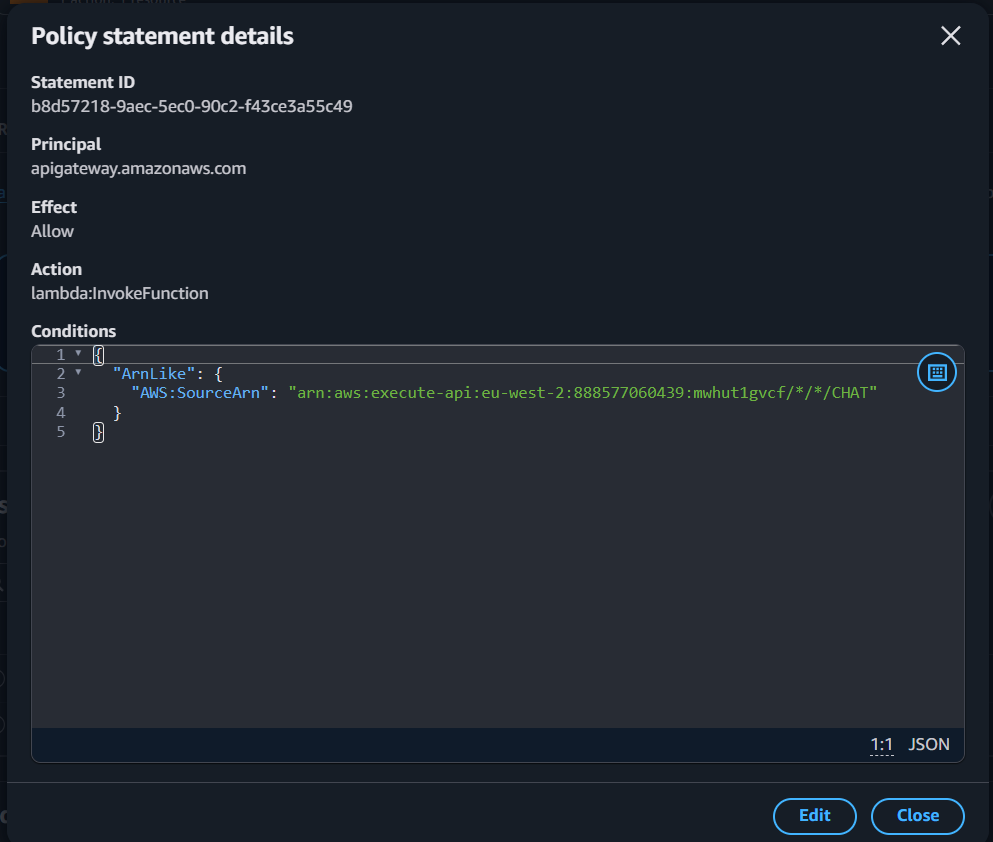 Policy statement details
Statement ID
b8d57218-9aec-5ec0-90c2-f43ce3a55c49
Principal
apigateway.amazonaws.com
Effect
Allow
Action
lambda:InvokeFunction
Conditions
1 {
2 "ArnLike": {
3 "AWS:SourceArn": "arn:aws:execute-api:eu-west-2:888577060439:mwhut1gvcf/*/*/CHAT"
4 }
5 }
1:1 JSON
Edit Close